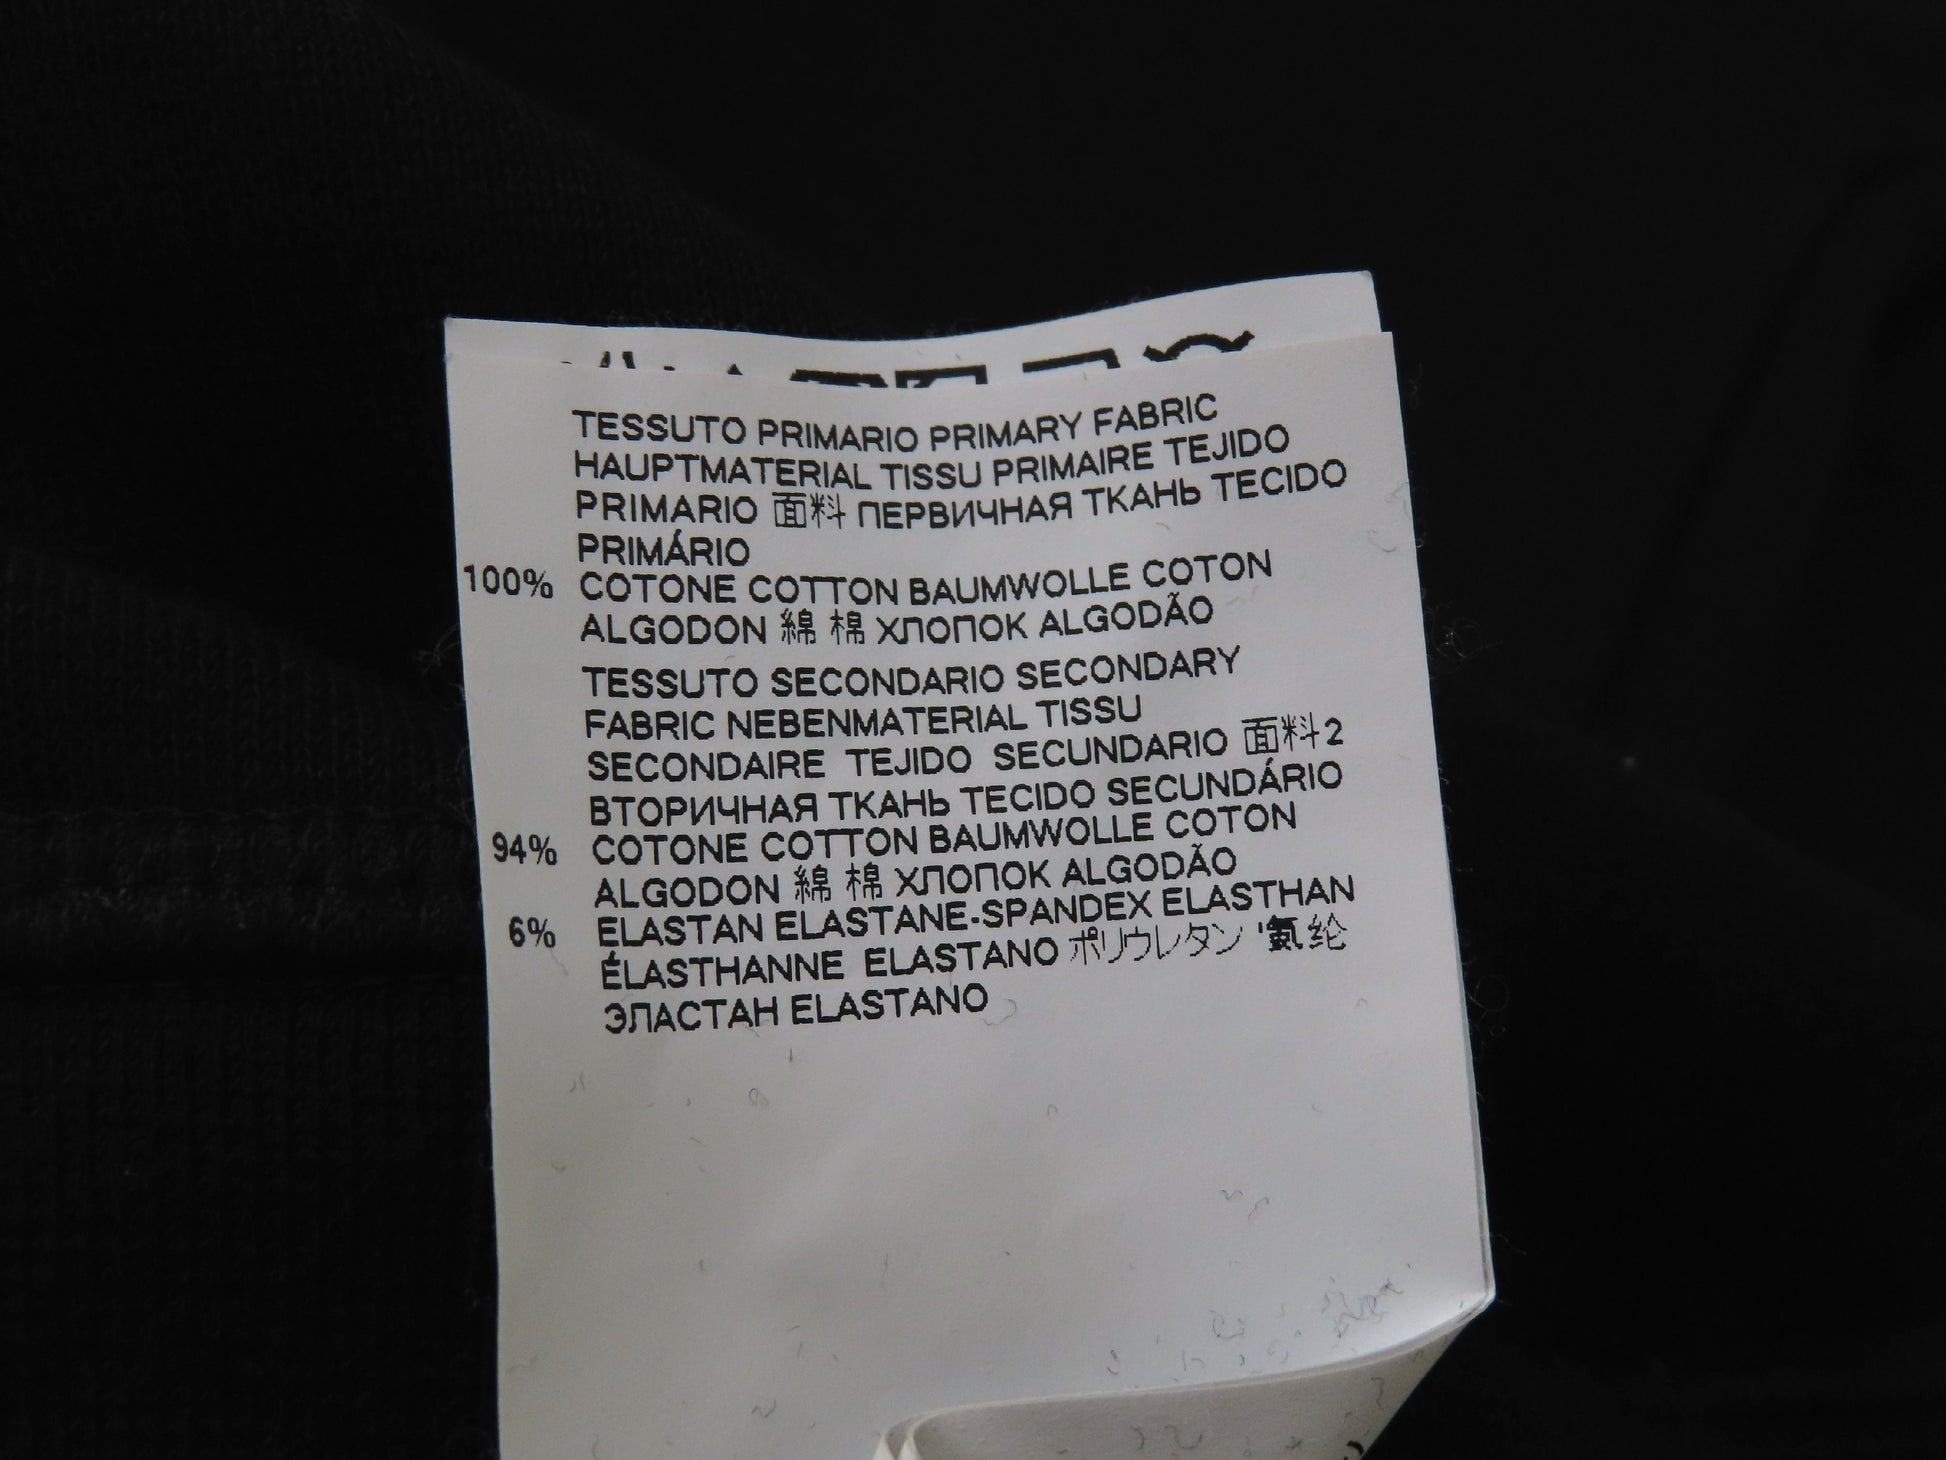 TESSUTO PRIMARIO PRIMARY FABRIC
HAUPTMATERIAL TISSU PRIMAIRE TEJIDO
PRIMARIO 面料 ПЕРВИЧНАЯ ТКАНЬ TECIDO
PRIMÁRIO
100% COTONE COTTON BAUMWOLLE COTON
ALGODON 綿 棉 ХЛОПОК ALGODÃO
TESSUTO SECONDARIO SECONDARY
FABRIC NEBENMATERIAL TISSU
SECONDAIRE TEJIDO SECUNDARIO 面料2
ВТОРИЧНАЯ ТКАНЬ TECIDO SECUNDÁRIO
94% COTONE COTTON BAUMWOLLE COTON
ALGODON 綿 棉 ХЛОПОК ALGODÃO
6% ELASTAN ELASTANE-SPANDEX ELASTHAN
ÉLASTHANNE ELASTANO ポリウレタン '氨纶
ЭЛАСТАН ELASTANO